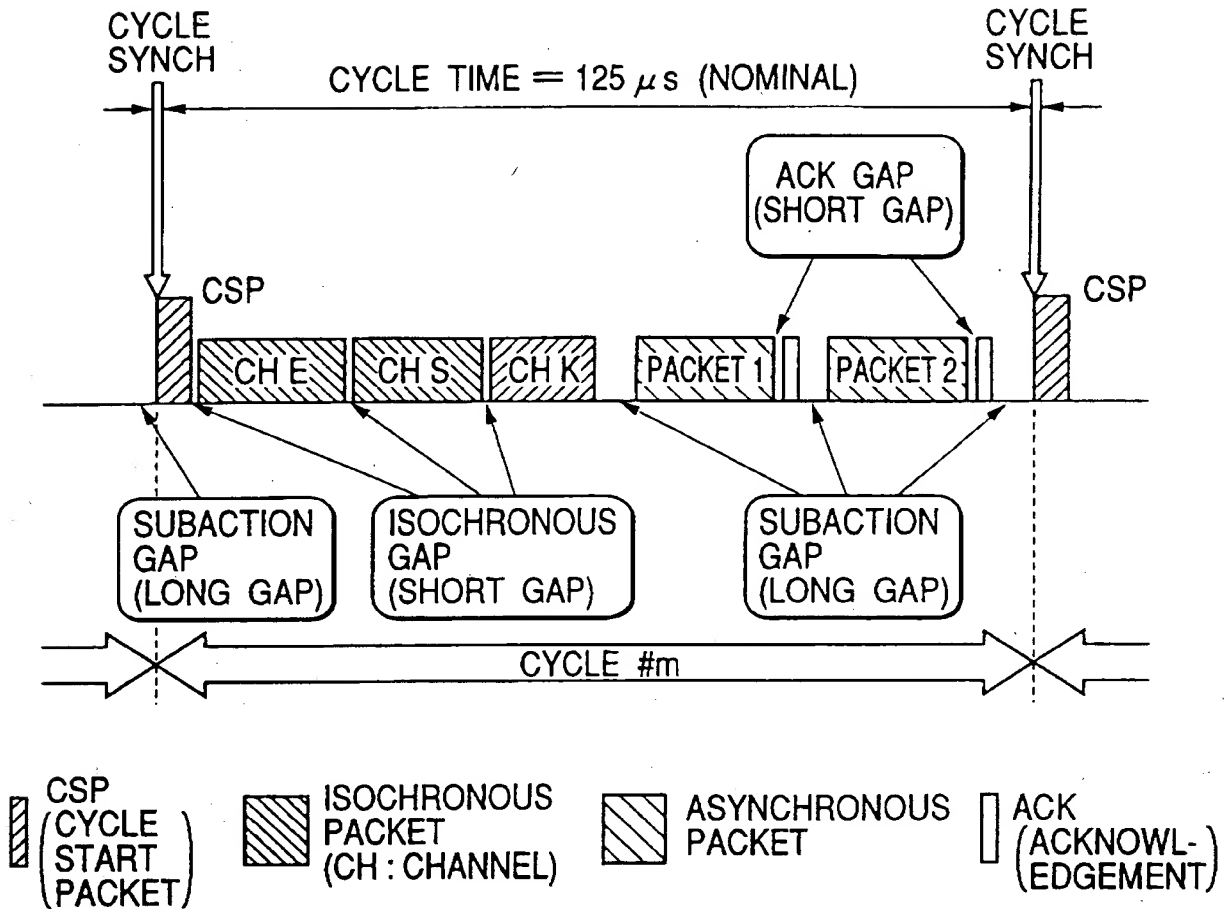 CYCLE
SYNCH
CYCLE TIME = 125 μs (NOMINAL)
CYCLE
SYNCH
ACK GAP
(SHORT GAP)
CSP
CSP
CH E
CH S
CH K
PACKET 1
PACKET 2
SUBACTION
GAP
(LONG GAP)
ISOCHRONOUS
GAP
(SHORT GAP)
SUBACTION
GAP
(LONG GAP)
CYCLE #m
CSP
(CYCLE
START
PACKET)
ISOCHRONOUS
PACKET
(CH : CHANNEL)
ASYNCHRONOUS
PACKET
ACK
(ACKNOWL-
EDGEMENT)